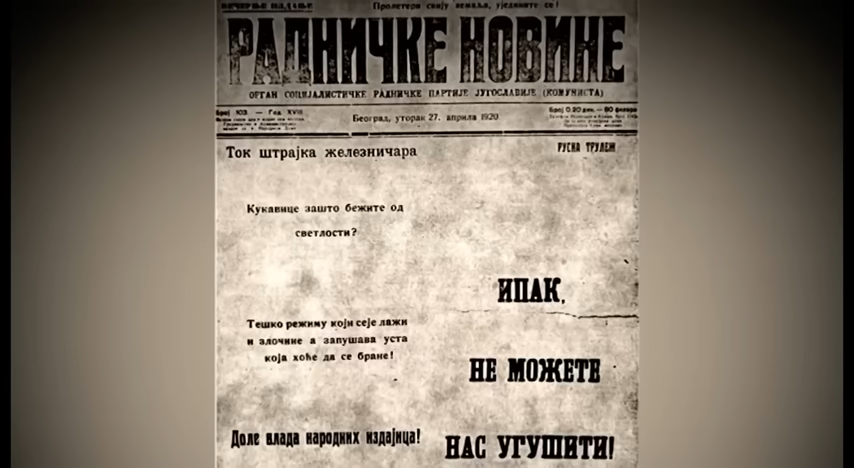 ВЕЧЕРЊЕ ИЗДАЊЕ
Пролетери свију земаља, уједините се!
РАДНИЧКЕ НОВИНЕ
ОРГАН СОЦИЈАЛИСТИЧКЕ РАДНИЧКЕ ПАРТИЈЕ ЈУГОСЛАВИЈЕ (КОМУНИСТА)
Број 103 — Год. XVIII
Београд, уторак 27. априла 1920
Број 0.20 дин. — 80 филира
Ток штрајка железничара
Кукавице зашто бежите од
светлости?
Тешко режиму који сеје лажи
и злочине а запушава уста
која хоће да се бране!
Доле влада народних издајица!
РУСКА ТРУЛЕЖ
ИПАК,
НЕ МОЖЕТЕ
НАС УГУШИТИ!